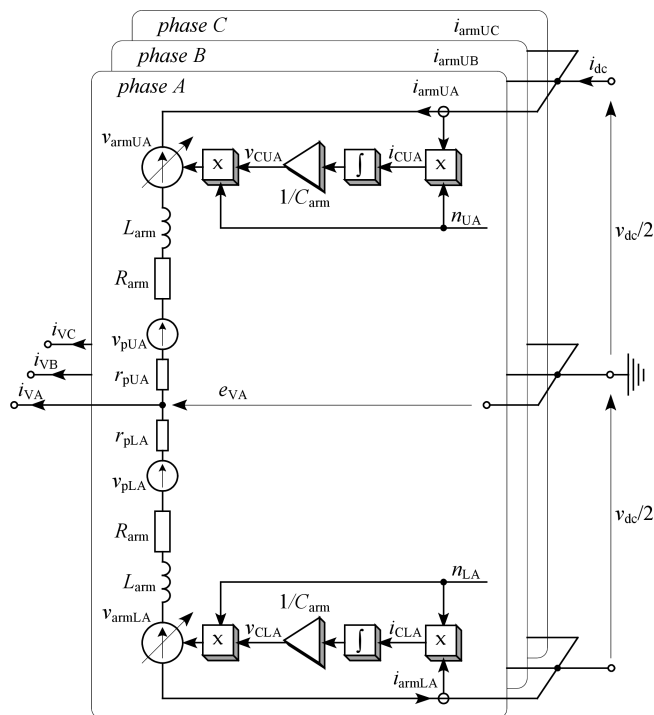 phase C
i_armUC
phase B
i_armUB
i_dc
phase A
i_armUA
v_armUA
x
v_CUA
∫
i_CUA
x
1/C_arm
L_arm
n_UA
v_dc/2
R_arm
i_VC
v_pUA
i_VB
r_pUA
i_VA
e_VA
r_pLA
v_pLA
v_dc/2
R_arm
n_LA
L_arm
1/C_arm
v_armLA
x
v_CLA
∫
i_CLA
x
i_armLA